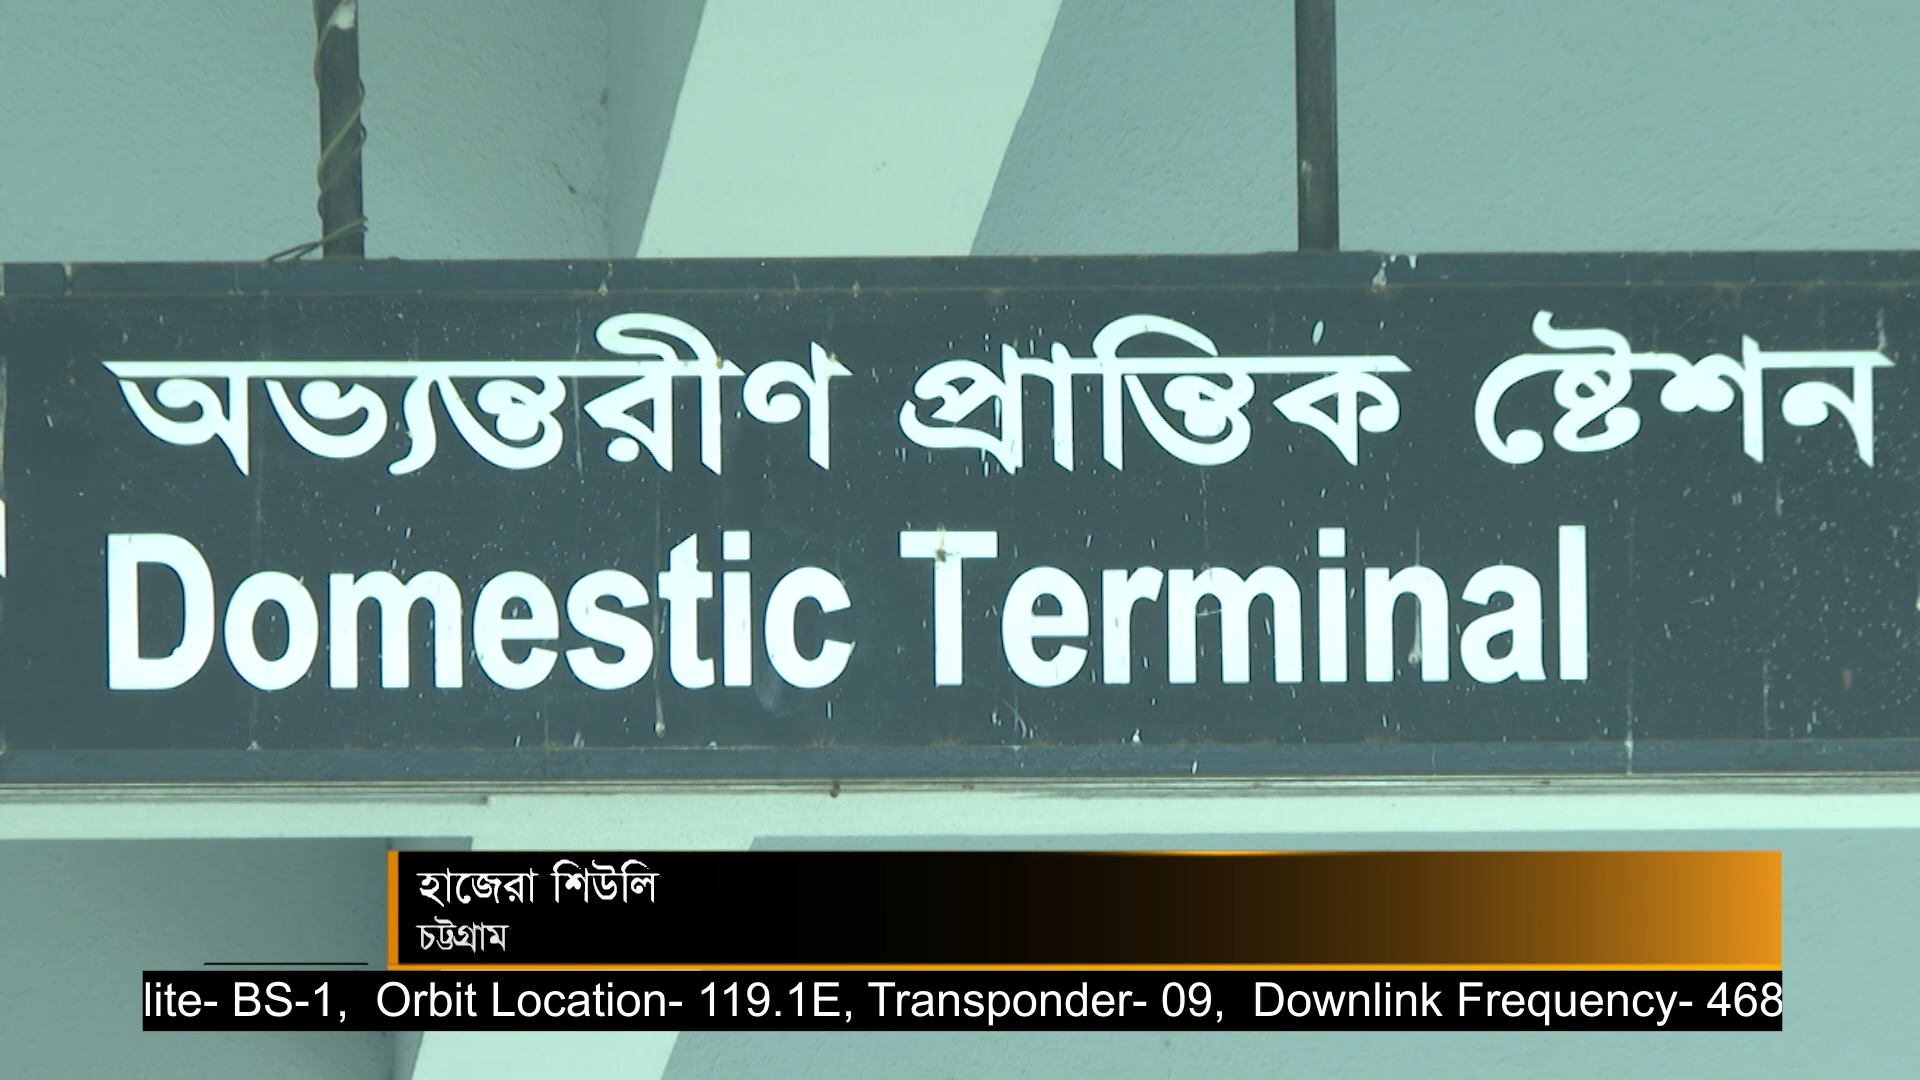 অভ্যন্তরীণ প্রান্তিক ষ্টেশন
Domestic Terminal
হাজেরা শিউলি
চট্টগ্রাম
lite- BS-1, Orbit Location- 119.1E, Transponder- 09, Downlink Frequency- 468